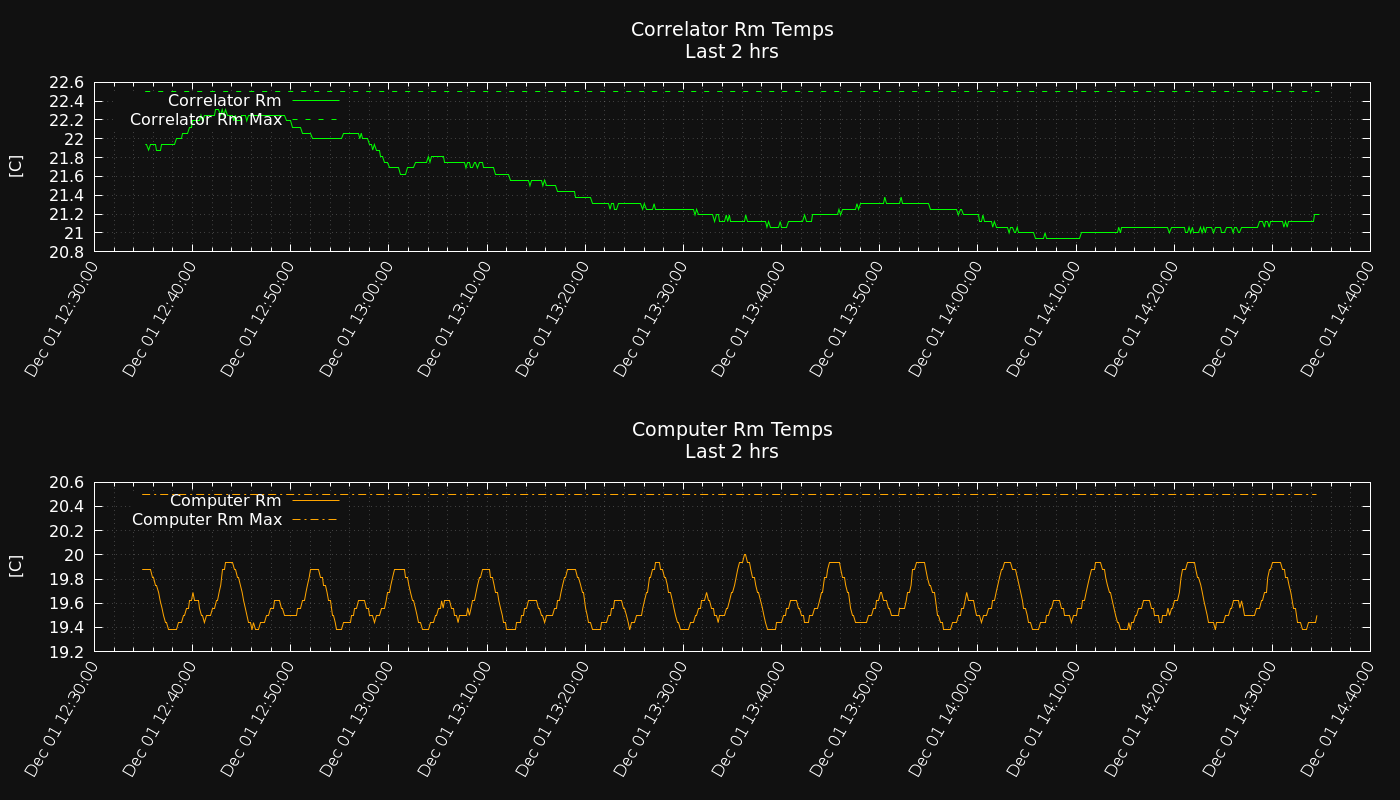 Correlator Rm Temps
Last 2 hrs
22.6
22.4
22.2
22
21.8
21.6
21.4
21.2
21
20.8
[C]
Correlator Rm
Correlator Rm Max
Dec 01 12:30:00
Dec 01 12:40:00
Dec 01 12:50:00
Dec 01 13:00:00
Dec 01 13:10:00
Dec 01 13:20:00
Dec 01 13:30:00
Dec 01 13:40:00
Dec 01 13:50:00
Dec 01 14:00:00
Dec 01 14:10:00
Dec 01 14:20:00
Dec 01 14:30:00
Dec 01 14:40:00
Computer Rm Temps
Last 2 hrs
20.6
20.4
20.2
20
19.8
19.6
19.4
19.2
[C]
Computer Rm
Computer Rm Max
Dec 01 12:30:00
Dec 01 12:40:00
Dec 01 12:50:00
Dec 01 13:00:00
Dec 01 13:10:00
Dec 01 13:20:00
Dec 01 13:30:00
Dec 01 13:40:00
Dec 01 13:50:00
Dec 01 14:00:00
Dec 01 14:10:00
Dec 01 14:20:00
Dec 01 14:30:00
Dec 01 14:40:00